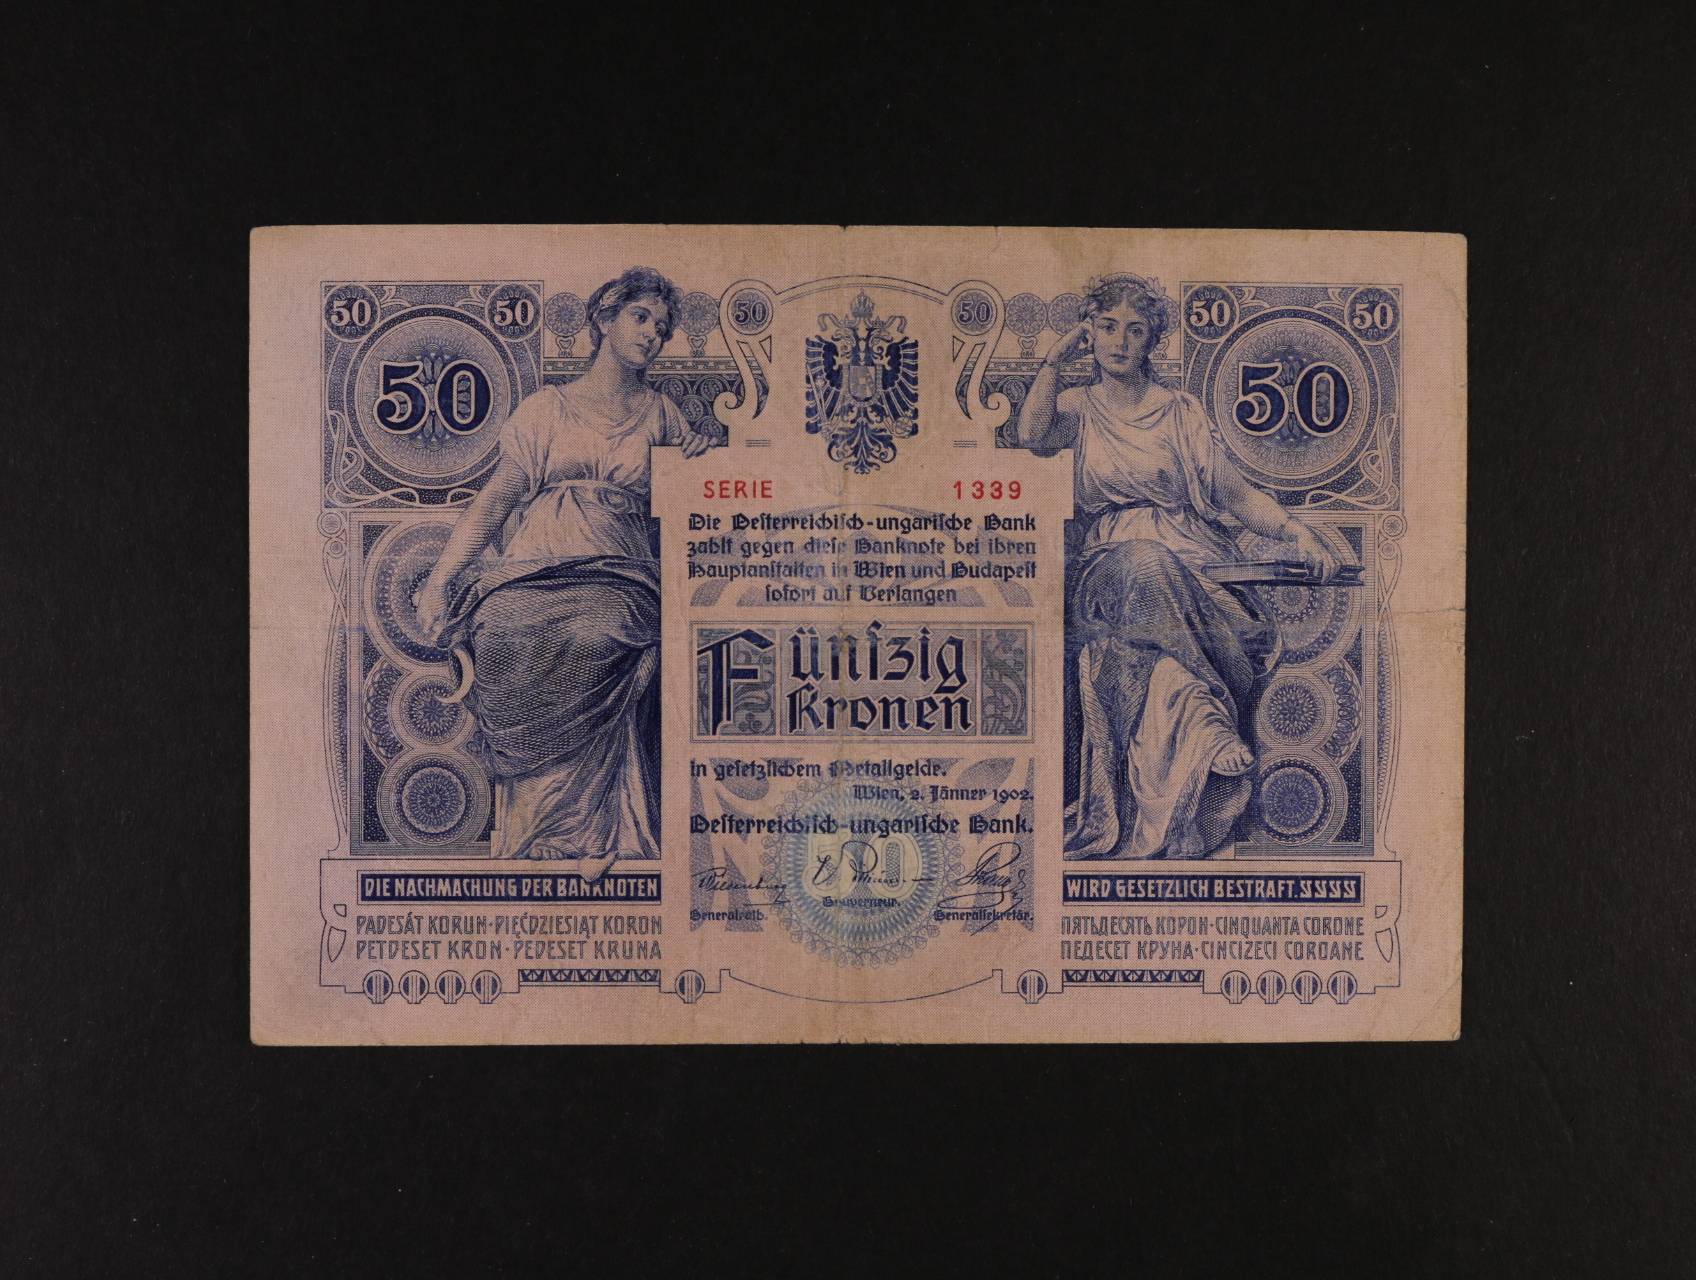 50 50 50 50 50 50
50 50
SERIE 1339
Die Oesterreichisch-ungarische Bank
zahlt gegen diese Banknote bei ihren
Hauptanstalten in Wien und Budapest
sofort auf Verlangen
Fünfzig
Kronen
in gesetzlichem Metallgelde.
Wien, 2. Jänner 1902.
Oesterreichisch-ungarische Bank.
50
Generalrath. Gouverneur. Generalsekretär.
DIE NACHMACHUNG DER BANKNOTEN WIRD GESETZLICH BESTRAFT.
PADESÁT KORUN·PIĘĆDZIESIĄT KORON
PETDESET KRON·PEDESET KRUNA
ПЯТЬДЕСЯТЬ КОРОН·CINQUANTA CORONE
ПЕДЕСЕТ КРУНА·CINCIZECI COROANE